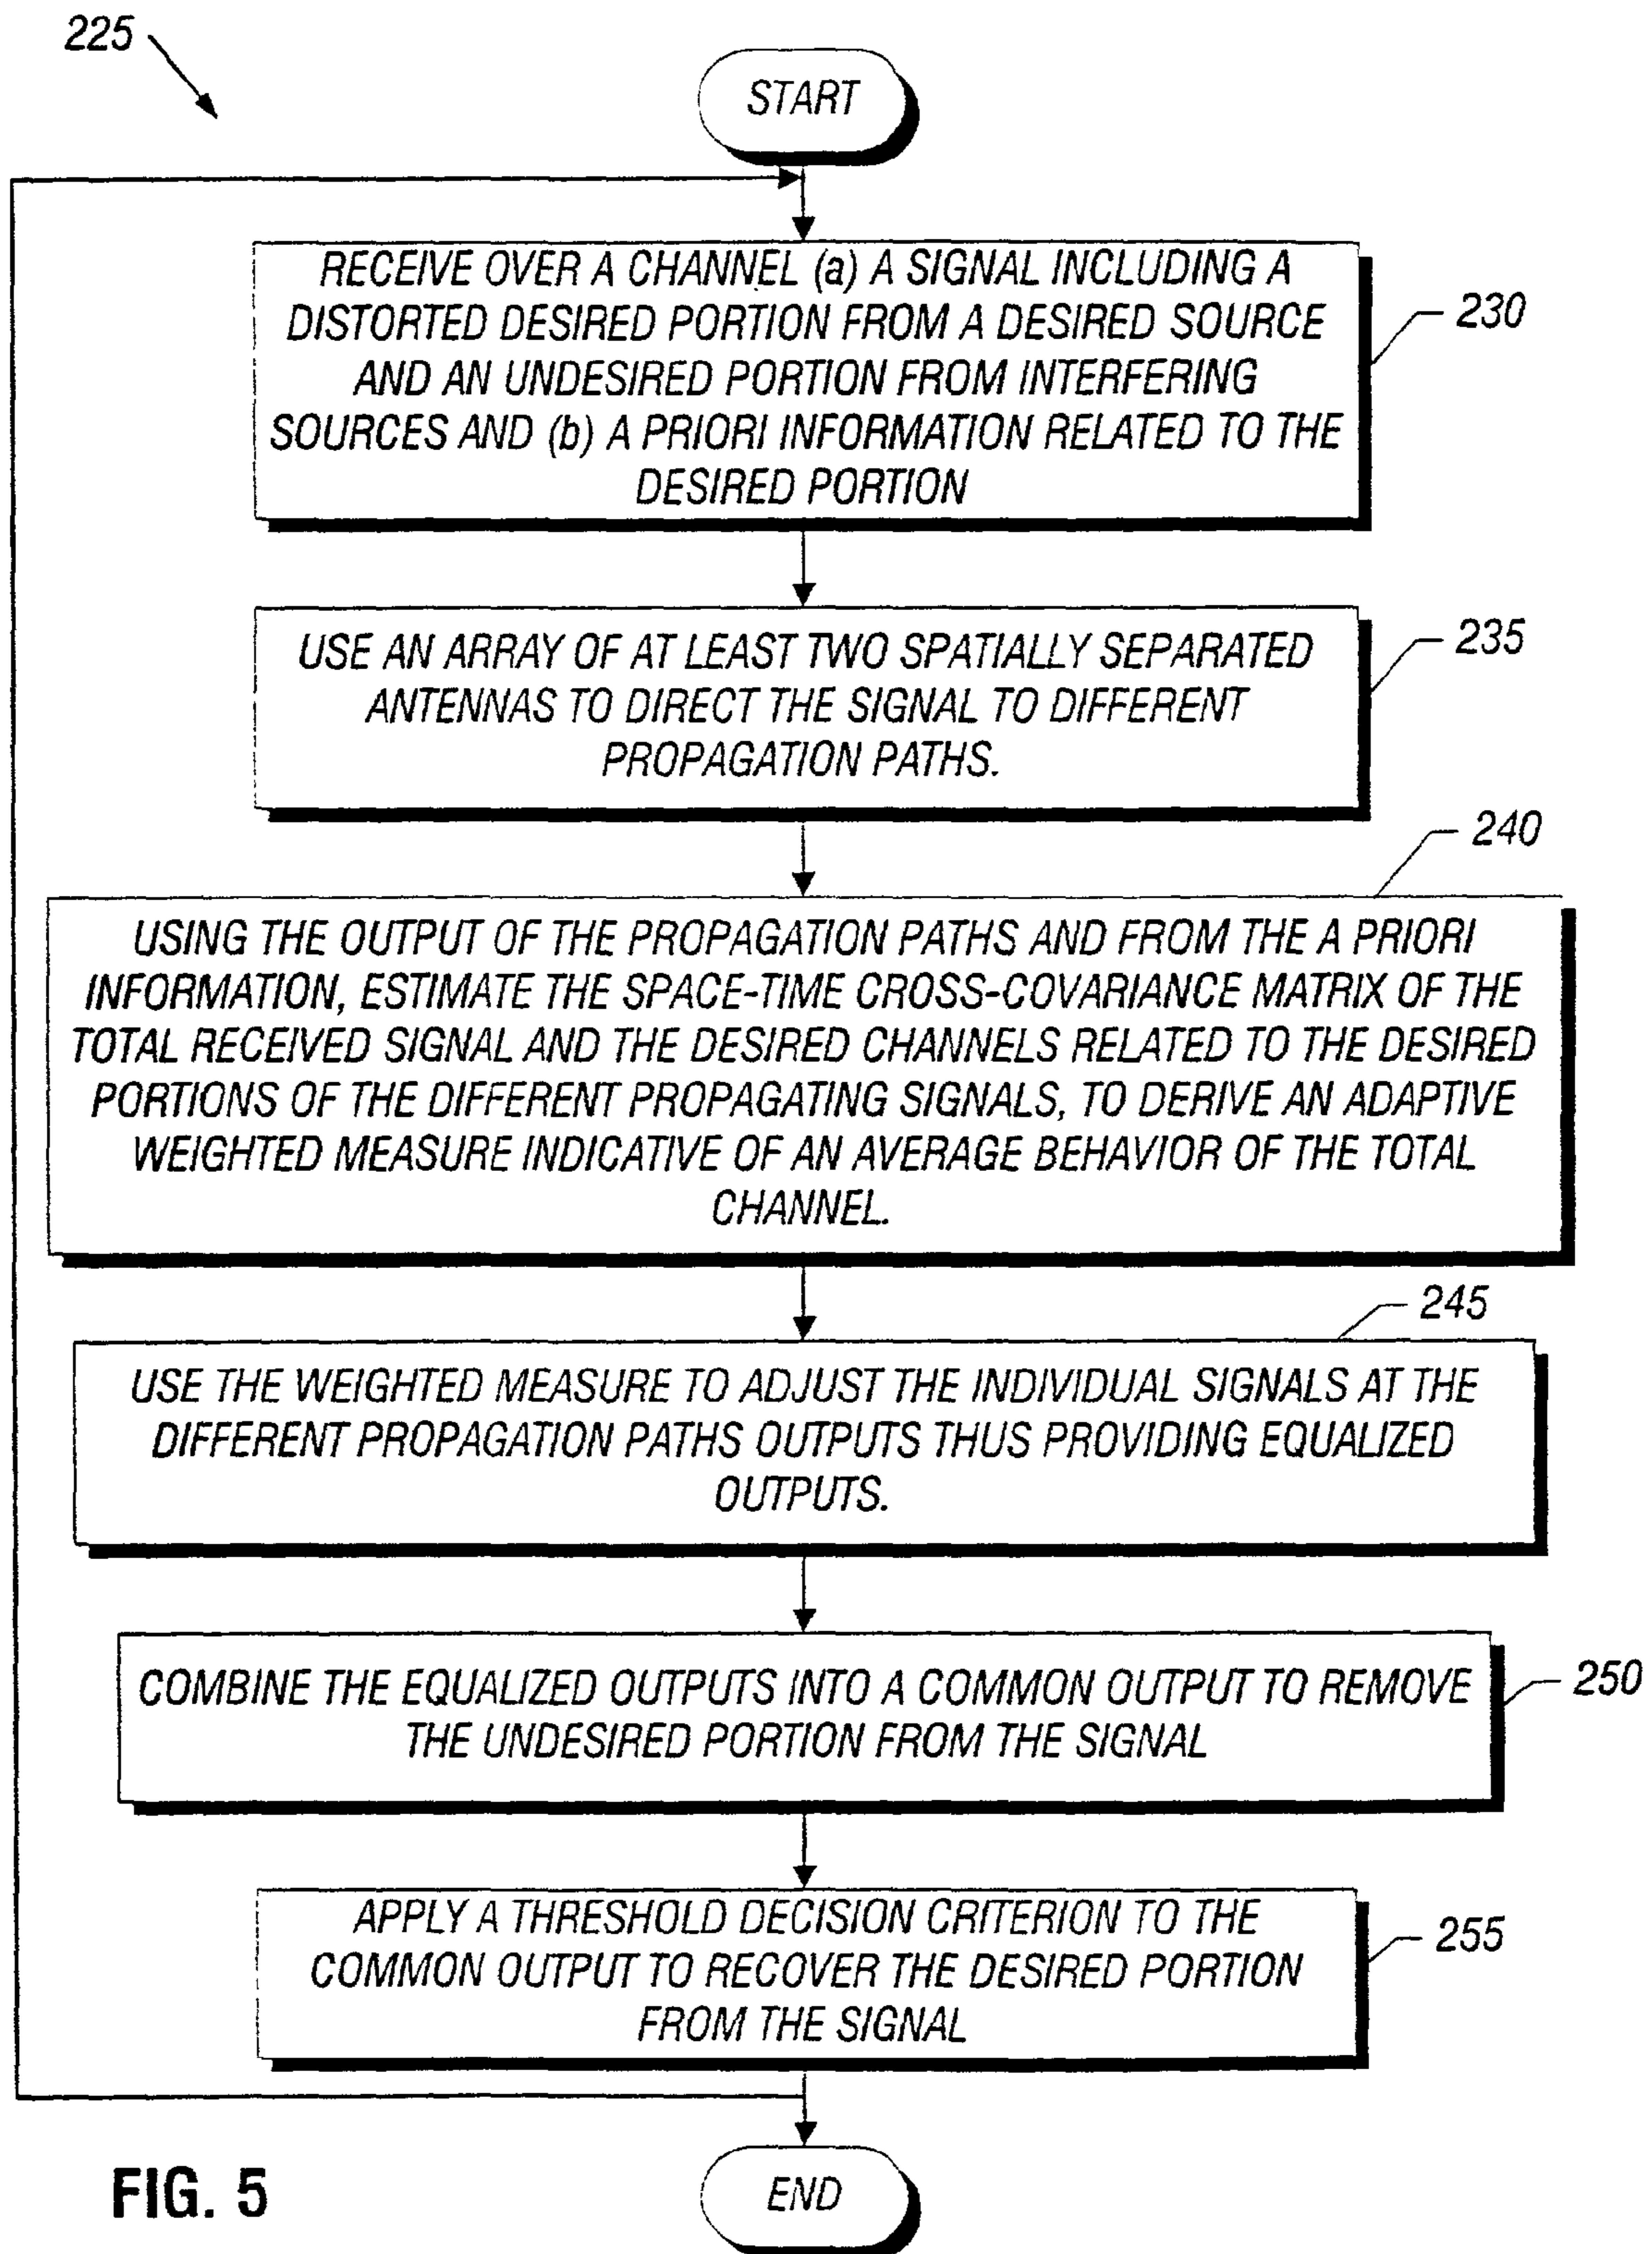 225
START
RECEIVE OVER A CHANNEL (a) A SIGNAL INCLUDING A
DISTORTED DESIRED PORTION FROM A DESIRED SOURCE
AND AN UNDESIRED PORTION FROM INTERFERING
SOURCES AND (b) A PRIORI INFORMATION RELATED TO THE
DESIRED PORTION
230
USE AN ARRAY OF AT LEAST TWO SPATIALLY SEPARATED
ANTENNAS TO DIRECT THE SIGNAL TO DIFFERENT
PROPAGATION PATHS.
235
240
USING THE OUTPUT OF THE PROPAGATION PATHS AND FROM THE A PRIORI
INFORMATION, ESTIMATE THE SPACE-TIME CROSS-COVARIANCE MATRIX OF THE
TOTAL RECEIVED SIGNAL AND THE DESIRED CHANNELS RELATED TO THE DESIRED
PORTIONS OF THE DIFFERENT PROPAGATING SIGNALS, TO DERIVE AN ADAPTIVE
WEIGHTED MEASURE INDICATIVE OF AN AVERAGE BEHAVIOR OF THE TOTAL
CHANNEL.
245
USE THE WEIGHTED MEASURE TO ADJUST THE INDIVIDUAL SIGNALS AT THE
DIFFERENT PROPAGATION PATHS OUTPUTS THUS PROVIDING EQUALIZED
OUTPUTS.
COMBINE THE EQUALIZED OUTPUTS INTO A COMMON OUTPUT TO REMOVE
THE UNDESIRED PORTION FROM THE SIGNAL
250
APPLY A THRESHOLD DECISION CRITERION TO THE
COMMON OUTPUT TO RECOVER THE DESIRED PORTION
FROM THE SIGNAL
255
END
FIG. 5